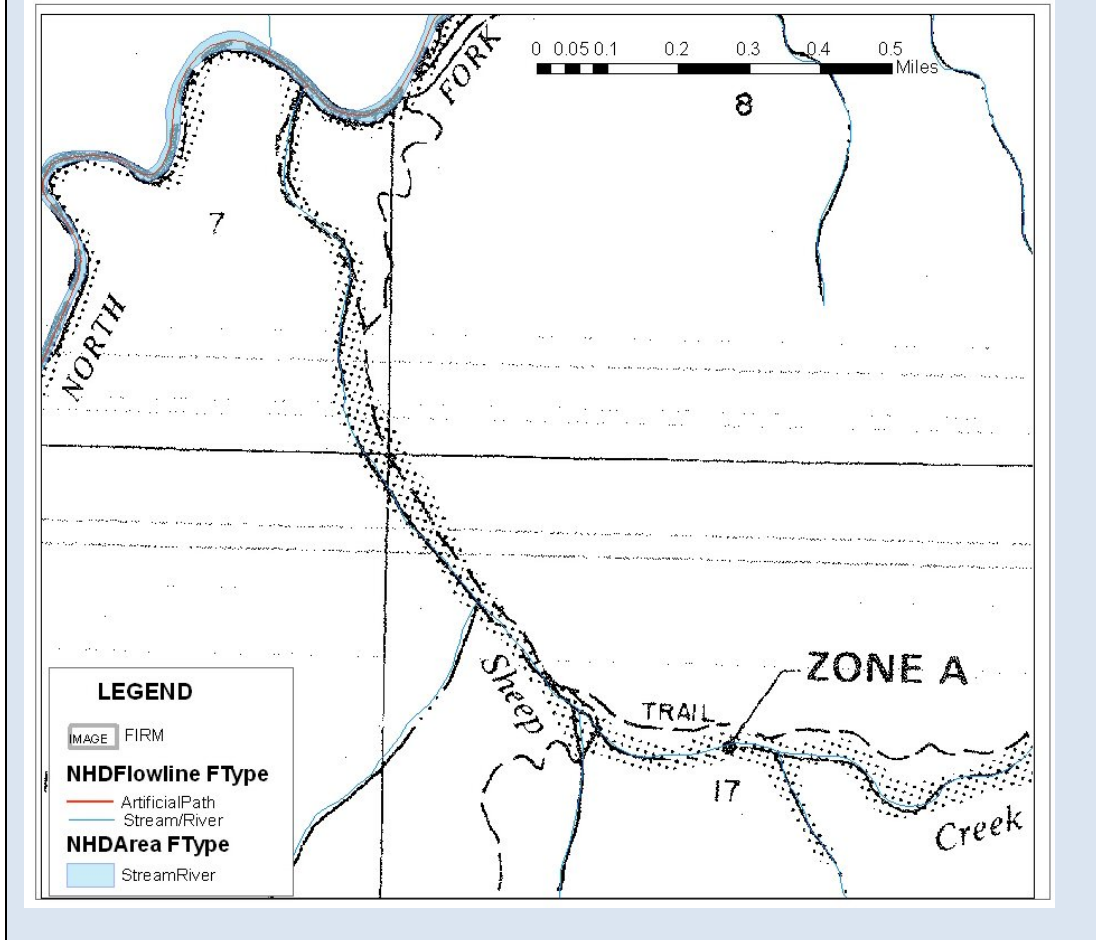 0 0.05 0.1 0.2 0.3 0.4 0.5
Miles
FORK
8
7
NORTH
ZONE A
Sheep
TRAIL
17
Creek
LEGEND
IMAGE FIRM
NHDFlowline FType
ArtificialPath
Stream/River
NHDArea FType
StreamRiver